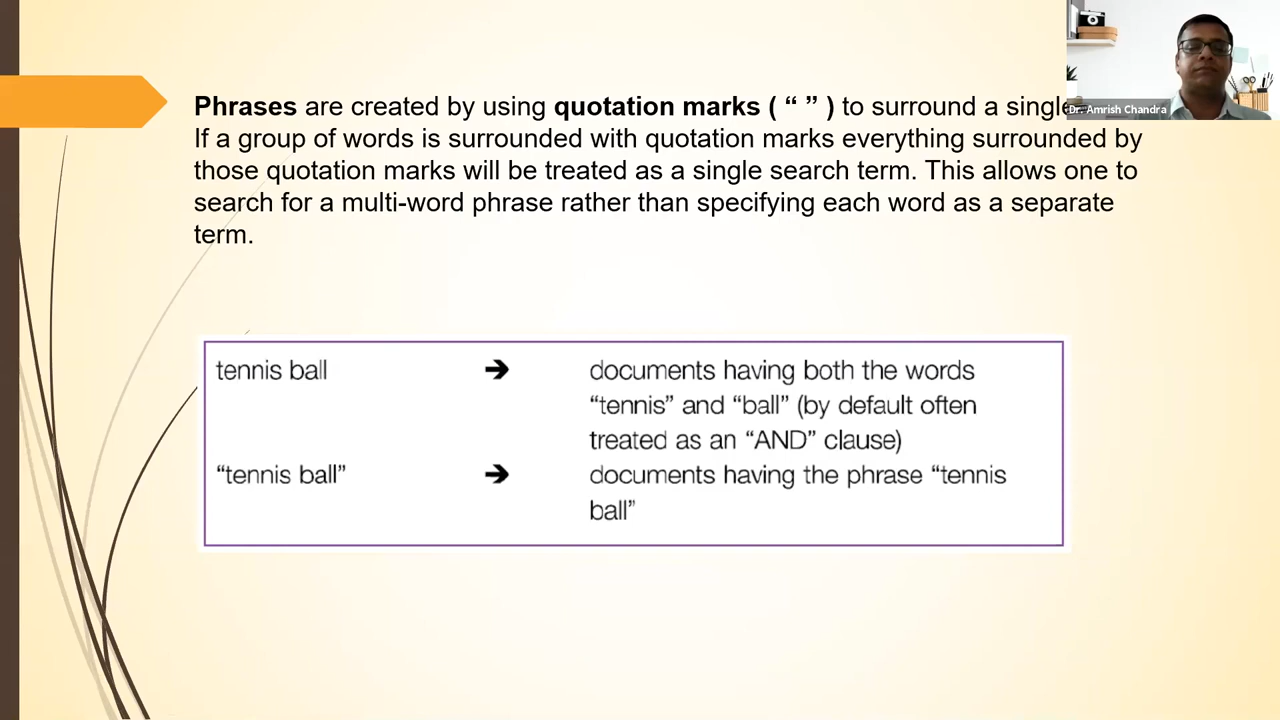 Phrases are created by using quotation marks ( “ ” ) to surround a single
If a group of words is surrounded with quotation marks everything surrounded by
those quotation marks will be treated as a single search term. This allows one to
search for a multi-word phrase rather than specifying each word as a separate
term.
tennis ball ➔ documents having both the words
“tennis” and “ball” (by default often
treated as an “AND” clause)
“tennis ball” ➔ documents having the phrase “tennis
ball”
Dr. Amrish Chandra